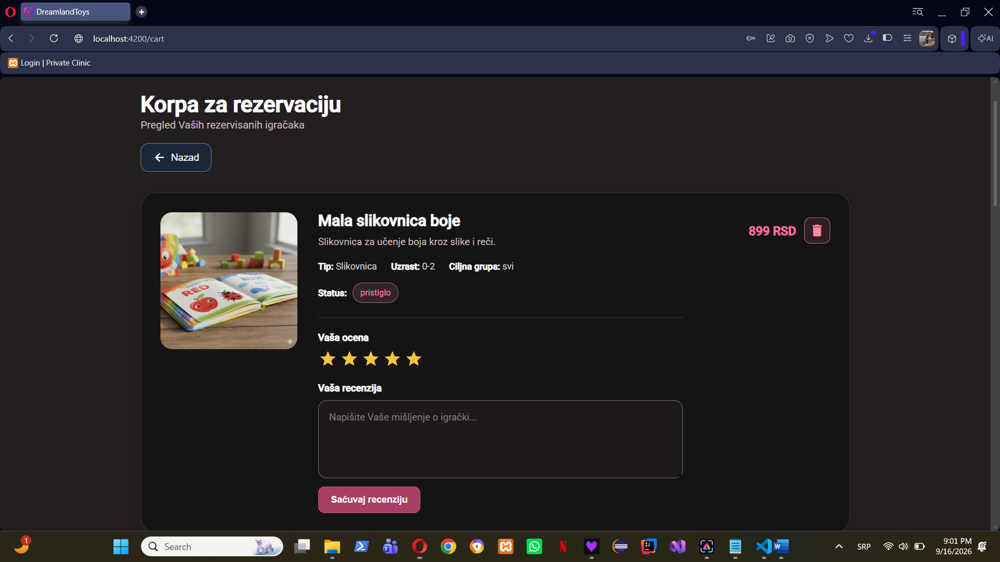 DreamlandToys
localhost:4200/cart
AI
Login | Private Clinic
Korpa za rezervaciju
Pregled Vaših rezervisanih igračaka
Nazad
Mala slikovnica boje
899 RSD
Slikovnica za učenje boja kroz slike i reči.
Tip: Slikovnica Uzrast: 0-2 Ciljna grupa: svi
Status: pristiglo
RED
BLUE
Vaša ocena
Vaša recenzija
Napišite Vaše mišljenje o igrački...
Sačuvaj recenziju
1
Search
SRP
9:01 PM
9/16/2026